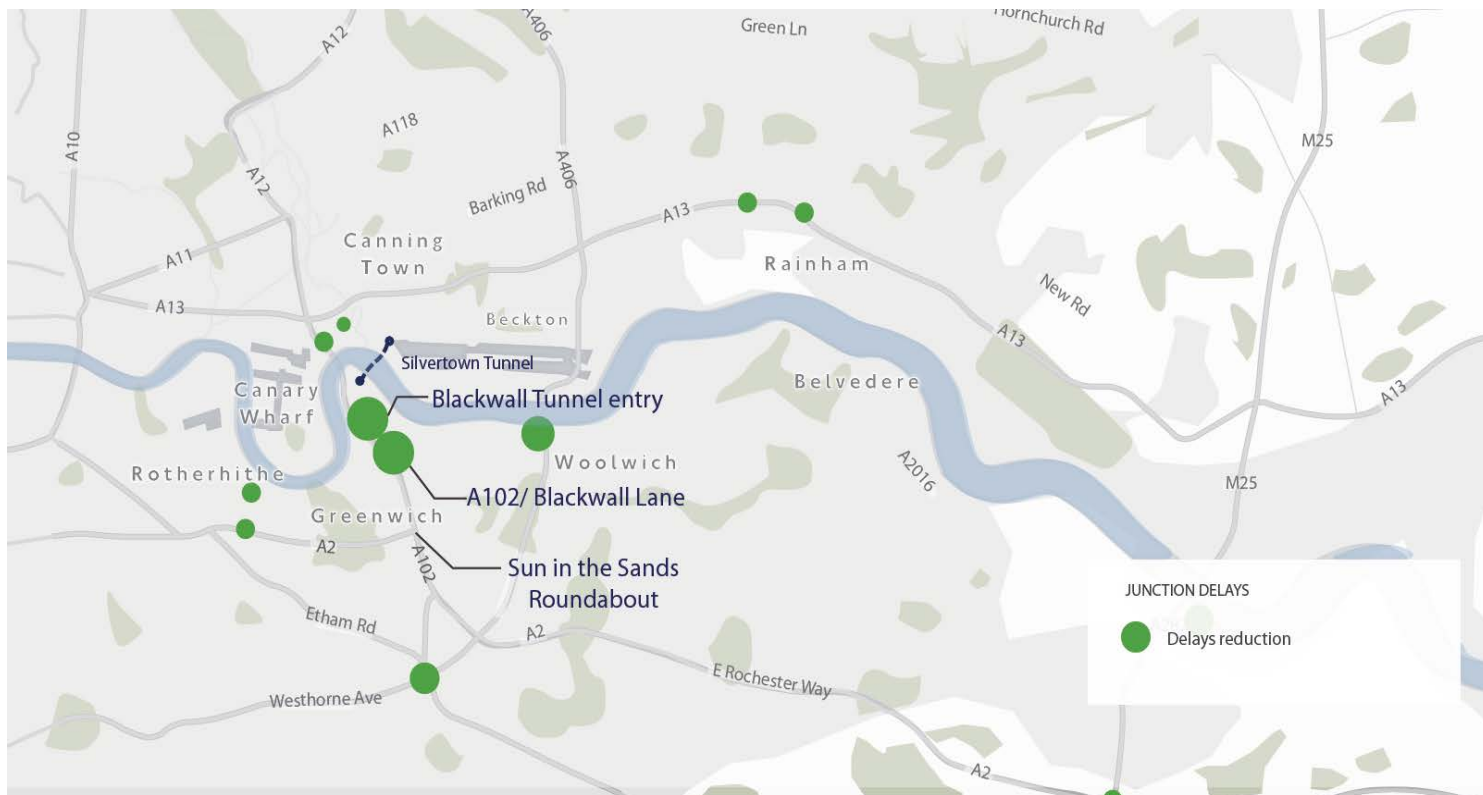 A406
Green Ln
Hornchurch Rd
A12
A118
A10
M25
A12
A406
Barking Rd
A13
Canning
Town
A11
Rainham
New Rd
A13
Beckton
A13
Silvertown Tunnel
Canary
Wharf
Blackwall Tunnel entry
Belvedere
A13
Woolwich
A2016
Rotherhithe
A102/ Blackwall Lane
M25
Greenwich
A2
A102
Sun in the Sands
Roundabout
JUNCTION DELAYS
Delays reduction
Etham Rd
A2
E Rochester Way
Westhorne Ave
A2